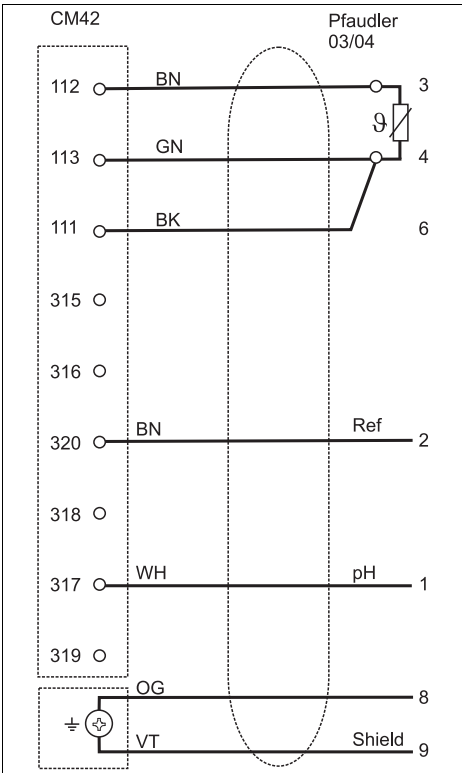 CM42
Pfaudler
03/04
112 BN 3
ϑ
113 GN 4
111 BK 6
315
316
320 BN Ref 2
318
317 WH pH 1
319
OG 8
VT Shield 9